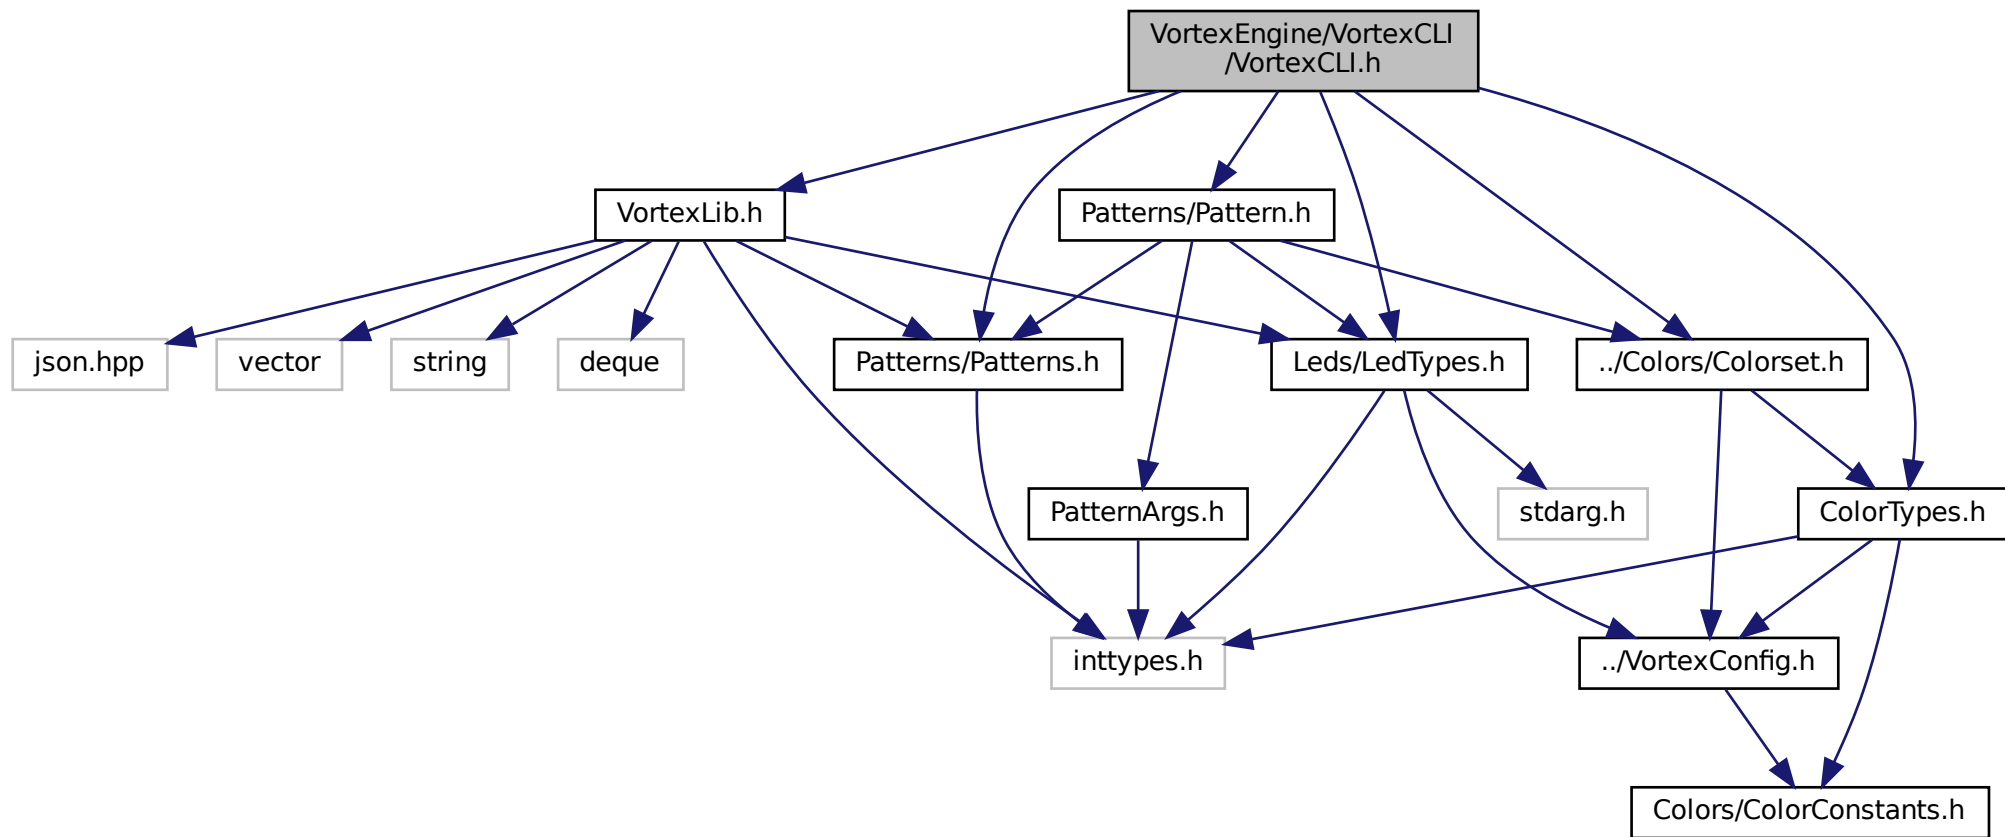 VortexEngine/VortexCLI
/VortexCLI.h
VortexLib.h
Patterns/Pattern.h
json.hpp
vector
string
deque
Patterns/Patterns.h
Leds/LedTypes.h
../Colors/Colorset.h
PatternArgs.h
stdarg.h
ColorTypes.h
inttypes.h
../VortexConfig.h
Colors/ColorConstants.h